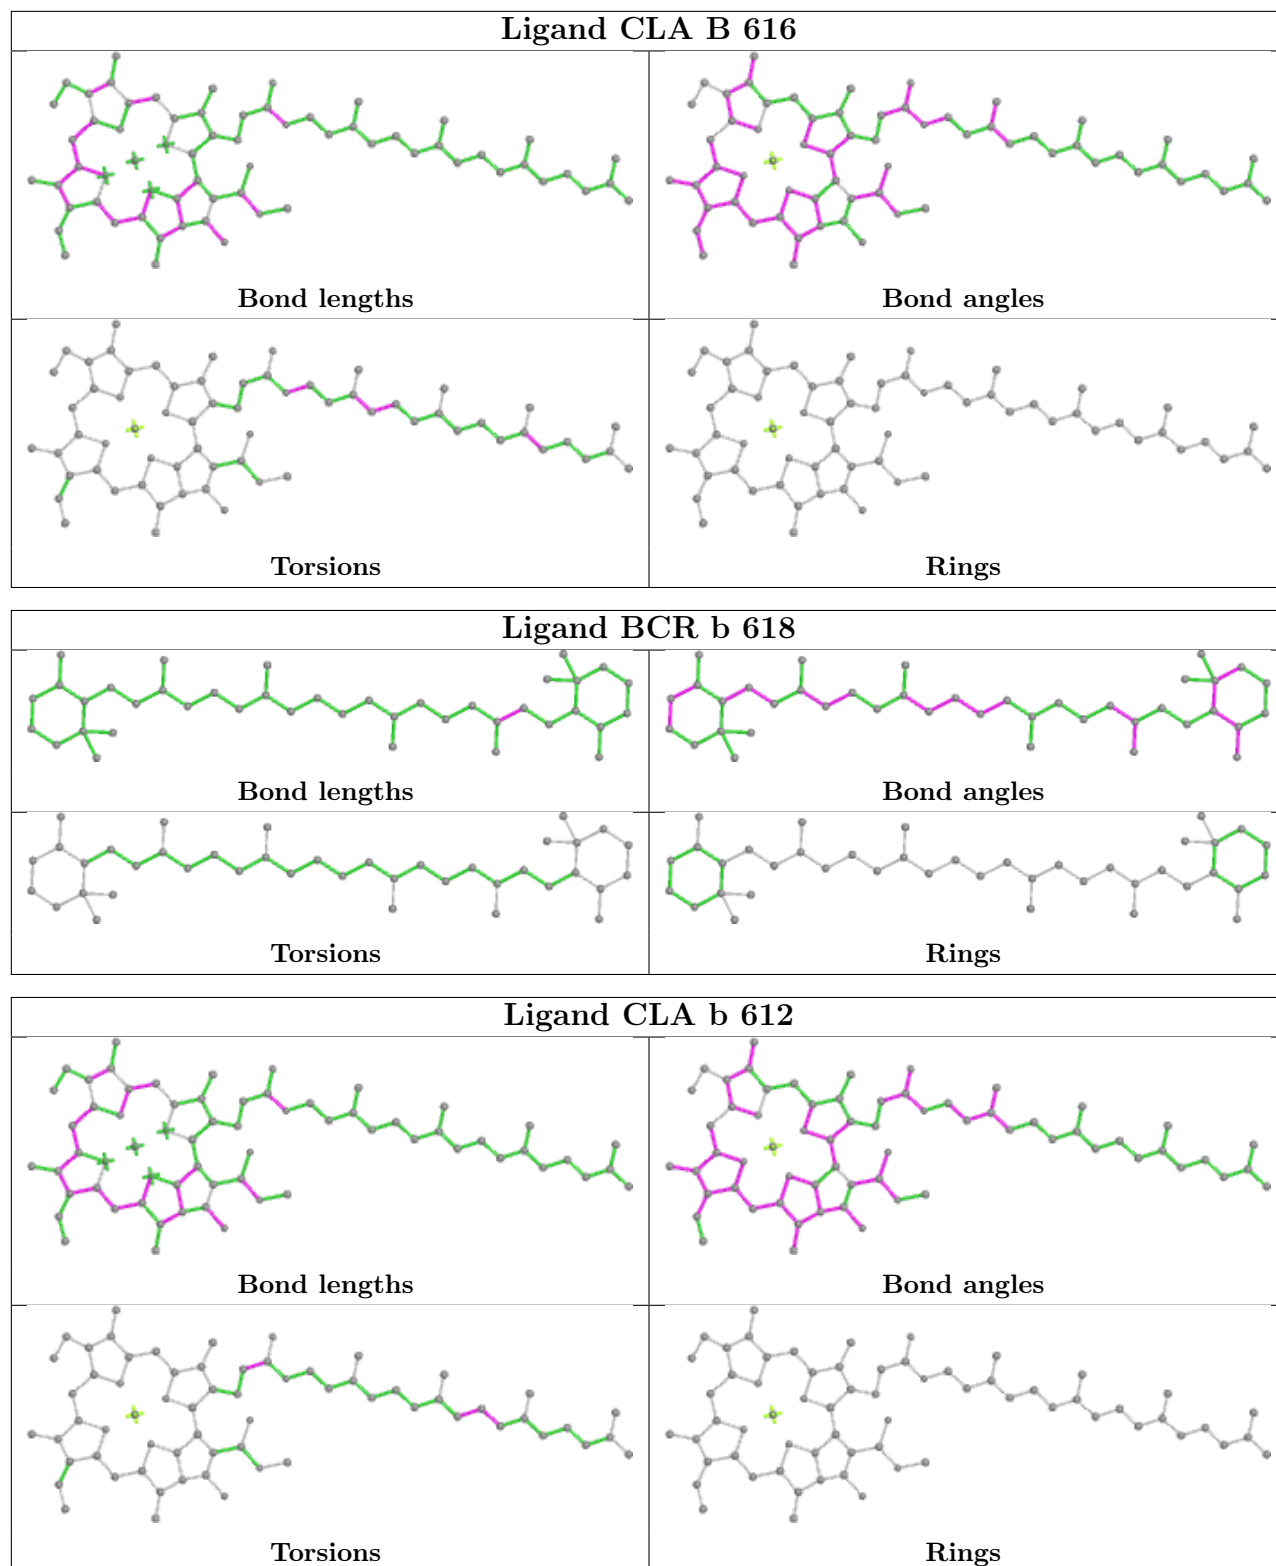 Ligand CLA B 616
Bond lengths
Bond angles
Torsions
Rings
Ligand BCR b 618
Bond lengths
Bond angles
Torsions
Rings
Ligand CLA b 612
Bond lengths
Bond angles
Torsions
Rings